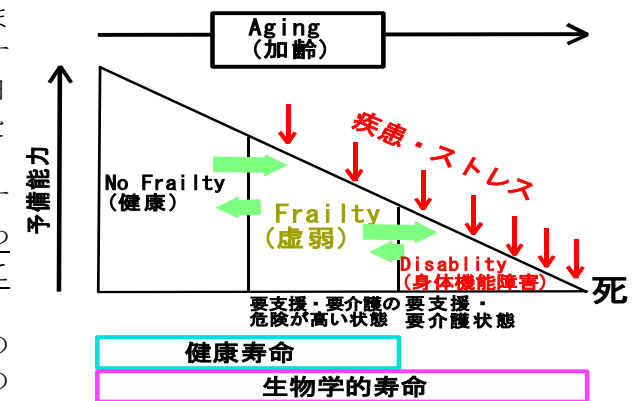 Aging
(加齢)
予備能力
疾患・ストレス
No Frailty
(健康)
Frailty
(虚弱)
Disablity
(身体機能障害)
死
要支援・要介護の
危険が高い状態
要支援・
要介護状態
健康寿命
生物学的寿命